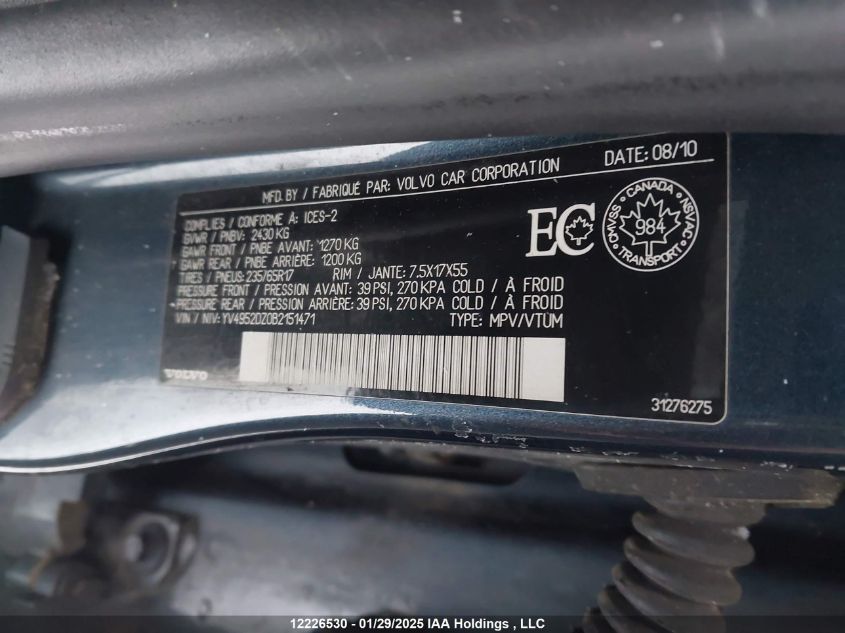 MFD. BY / FABRIQUÉ PAR: VOLVO CAR CORPORATION DATE: 08/10
COMPLIES / CONFORME À: ICES-2
GVWR / PNBV: 2430 KG
GAWR FRONT / PNBE AVANT: 1270 KG
GAWR REAR / PNBE ARRIÈRE: 1200 KG
TIRES / PNEUS: 235/65R17 RIM / JANTE: 7.5X17X55
PRESSURE FRONT / PRESSION AVANT: 39 PSI, 270 KPA COLD / À FROID
PRESSURE REAR / PRESSION ARRIÈRE: 39 PSI, 270 KPA COLD / À FROID
VIN / NIV: YV4952DZ0B2151471 TYPE: MPV/VTUM
EC
CANADA
CMVSS 984 NSVAC
TRANSPORT
VOLVO
31276275
12226530 - 01/29/2025 IAA Holdings , LLC